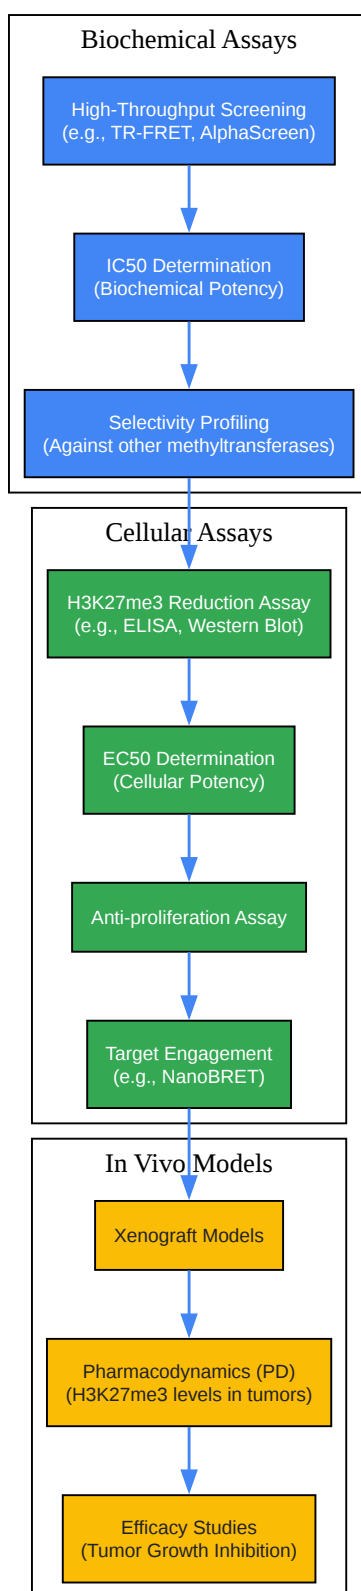 Biochemical Assays
High-Throughput Screening
(e.g., TR-FRET, AlphaScreen)
IC50 Determination
(Biochemical Potency)
Selectivity Profiling
(Against other methyltransferases)
Cellular Assays
H3K27me3 Reduction Assay
(e.g., ELISA, Western Blot)
EC50 Determination
(Cellular Potency)
Anti-proliferation Assay
Target Engagement
(e.g., NanoBRET)
In Vivo Models
Xenograft Models
Pharmacodynamics (PD)
(H3K27me3 levels in tumors)
Efficacy Studies
(Tumor Growth Inhibition)